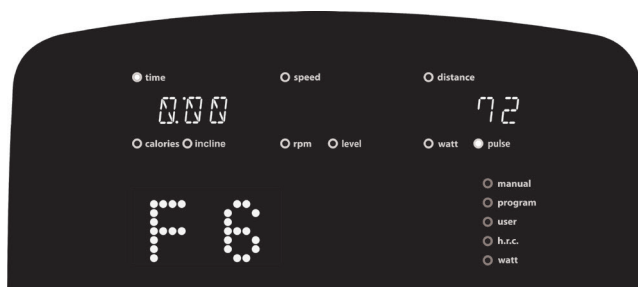 time speed distance
0:00 72
calories incline rpm level watt pulse
manual
program
user
h.r.c.
watt
F 6